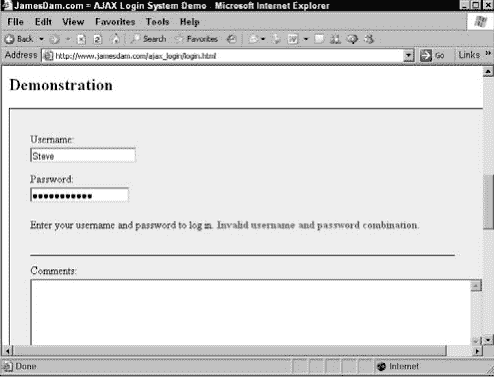 JamesDam.com = AJAX Login System Demo - Microsoft Internet Explorer
File Edit View Favorites Tools Help
Back Search Favorites
Address http://www.jamesdam.com/ajax_login/login.html Go Links »
Demonstration
Username:
Steve
Password:
•••••••••••
Enter your username and password to log in. Invalid username and password combination.
Comments:
Done Internet